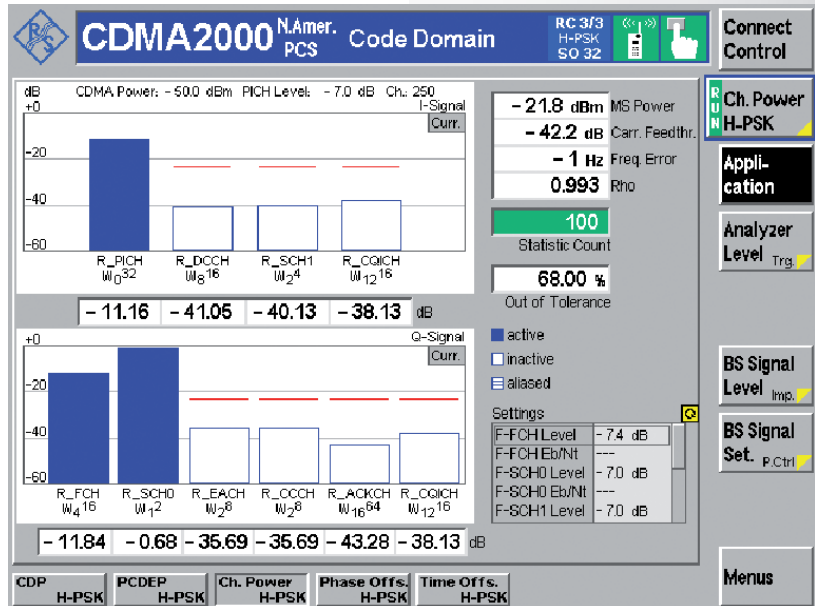 R&S
CDMA2000 N.Amer. PCS Code Domain
RC 3/3
H-PSK
SO 32
Connect Control
dB CDMA Power: - 50.0 dBm PICH Level: - 7.0 dB Ch.: 250
+0 I-Signal
Curr.
-20
-40
-60
R_PICH R_DCCH R_SCH1 R_CQICH
W0 32 W8 16 W2 4 W12 16
- 11.16 - 41.05 - 40.13 - 38.13 dB
+0 Q-Signal
Curr.
-20
-40
-60
R_FCH R_SCH0 R_EACH R_CCCH R_ACKCH R_CQICH
W4 16 W1 2 W2 8 W2 8 W16 64 W12 16
- 11.84 - 0.68 - 35.69 - 35.69 - 43.28 - 38.13 dB
- 21.8 dBm MS Power
- 42.2 dB Carr. Feedthr.
- 1 Hz Freq. Error
0.993 Rho
100
Statistic Count
68.00 %
Out of Tolerance
active
inactive
aliased
Settings
F-FCH Level - 7.4 dB
F-FCH Eb/Nt ---
F-SCH0 Level - 7.0 dB
F-SCH0 Eb/Nt ---
F-SCH1 Level - 7.0 dB
RUN
Ch. Power
H-PSK
Appli-
cation
Analyzer
Level Trg.
BS Signal
Level Imp.
BS Signal
Set. P.Ctrl
Menus
CDP H-PSK
PCDEP H-PSK
Ch. Power H-PSK
Phase Offs. H-PSK
Time Offs. H-PSK